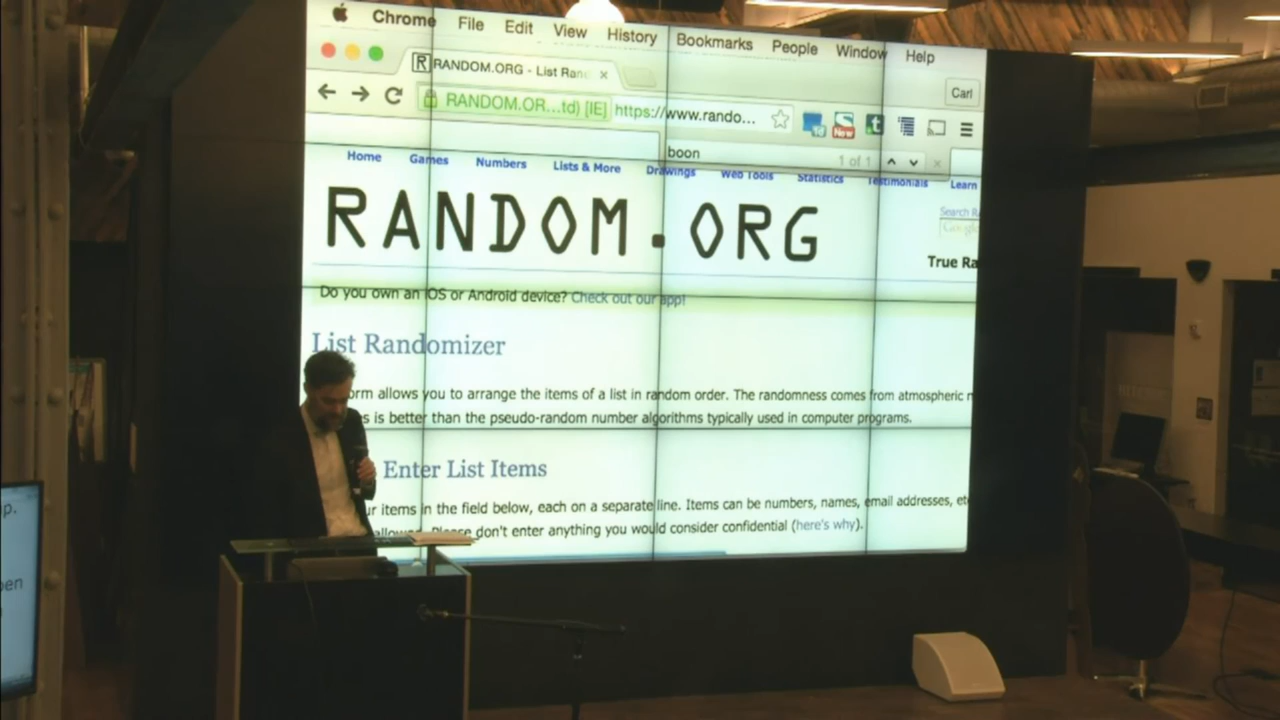 Chrome File Edit View History Bookmarks People Window Help
RANDOM.ORG - List Ran
Carl
RANDOM.OR...td) [IE] https://www.rando...
New
boon 1 of 1
Home Games Numbers Lists & More Drawings Web Tools Statistics Testimonials Learn
Search R
RANDOM.ORG
Google
True Ra
Do you own an iOS or Android device? Check out our app!
List Randomizer
orm allows you to arrange the items of a list in random order. The randomness comes from atmospheric n
s is better than the pseudo-random number algorithms typically used in computer programs.
Enter List Items
ur items in the field below, each on a separate line. Items can be numbers, names, email addresses, et
allowed. Please don't enter anything you would consider confidential (here's why).
p.
pen